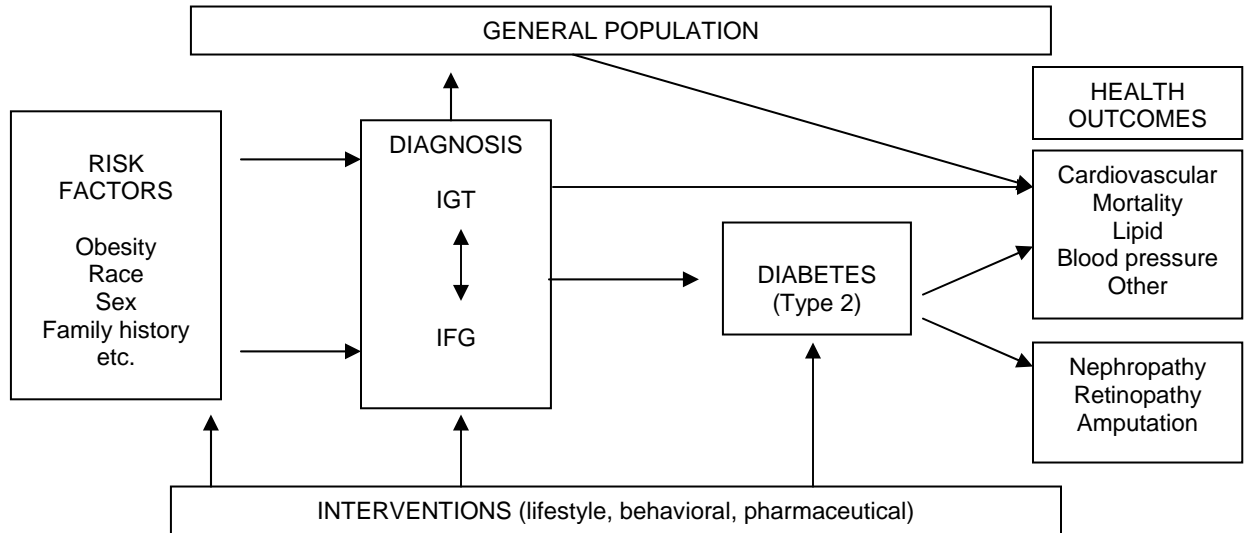 GENERAL POPULATION
RISK
FACTORS
Obesity
Race
Sex
Family history
etc.
DIAGNOSIS
IGT
IFG
DIABETES
(Type 2)
HEALTH
OUTCOMES
Cardiovascular
Mortality
Lipid
Blood pressure
Other
Nephropathy
Retinopathy
Amputation
INTERVENTIONS (lifestyle, behavioral, pharmaceutical)